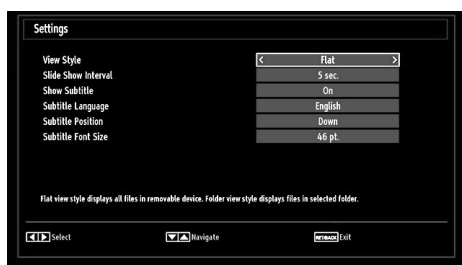 Settings
View Style < Flat >
Slide Show Interval 5 sec.
Show Subtitle On
Subtitle Language English
Subtitle Position Down
Subtitle Font Size 46 pt.
Flat view style displays all files in removable device. Folder view style displays files in selected folder.
Select Navigate RET/BACK Exit